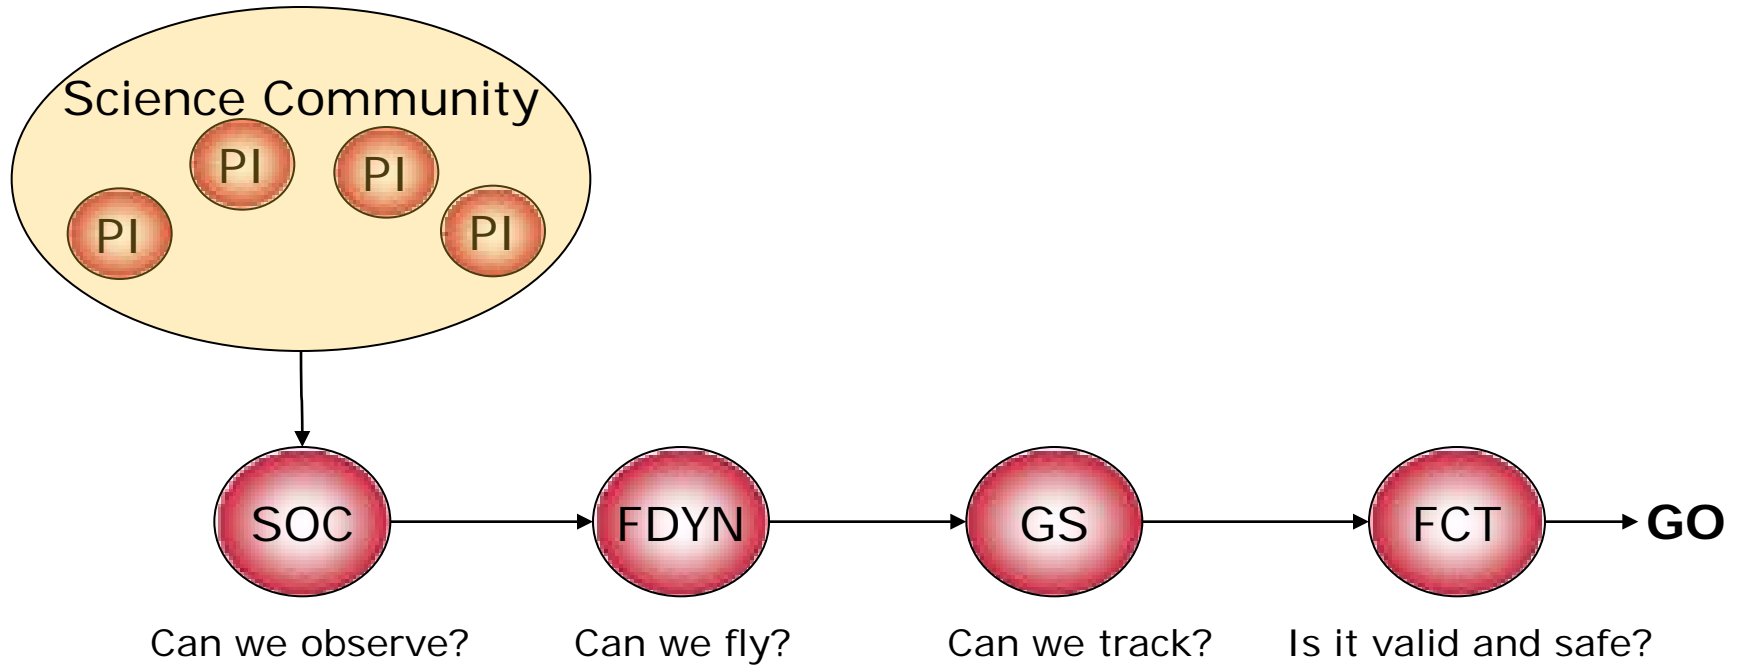 Science Community
PI
PI
PI
PI
SOC
FDYN
GS
FCT
GO
Can we observe?
Can we fly?
Can we track?
Is it valid and safe?